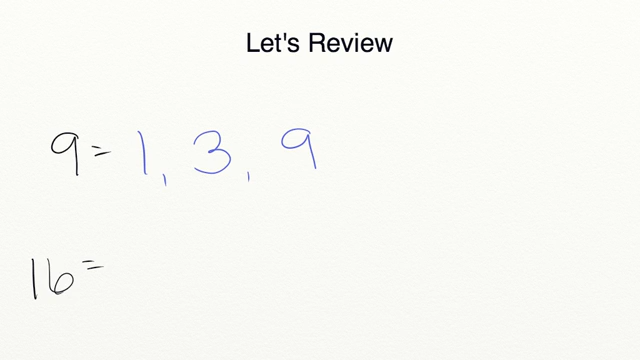 Let's Review
9 = 1, 3, 9
16 =